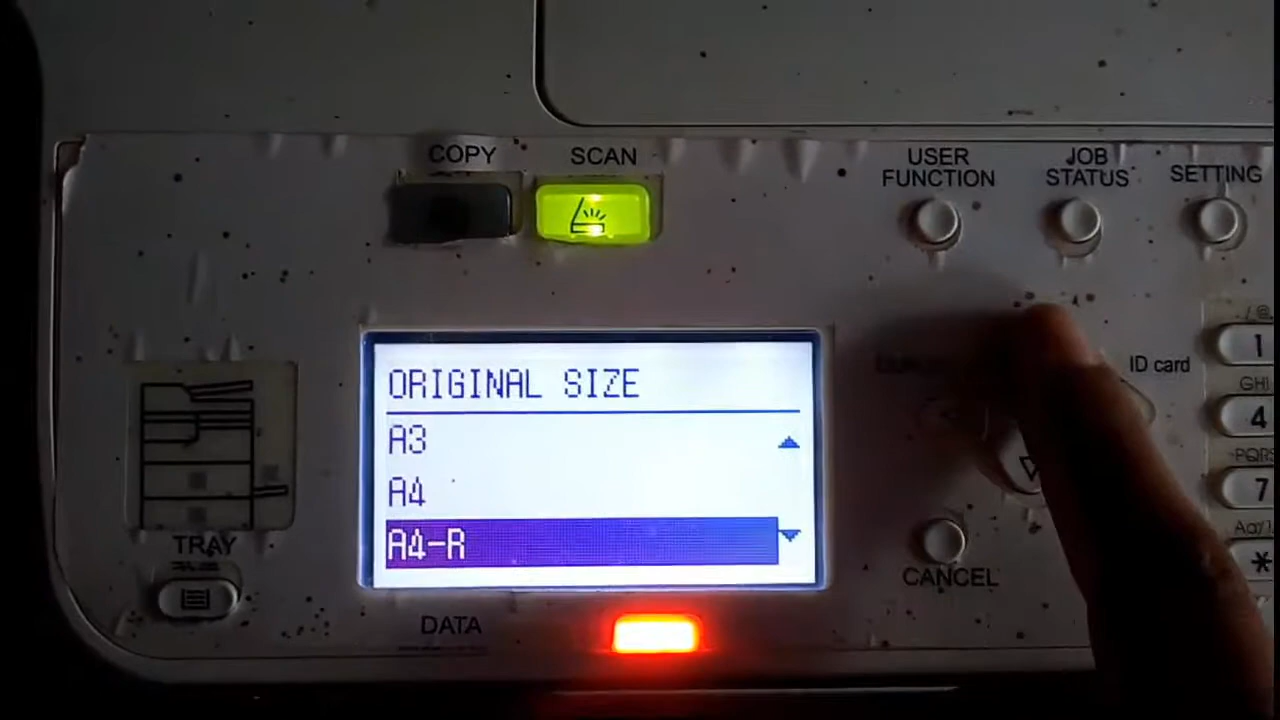 COPY
SCAN
USER
FUNCTION
JOB
STATUS
SETTING
ORIGINAL SIZE
A3
A4
A4-R
ID card
1
GHI
4
PQRS
7
*
TRAY
CANCEL
DATA